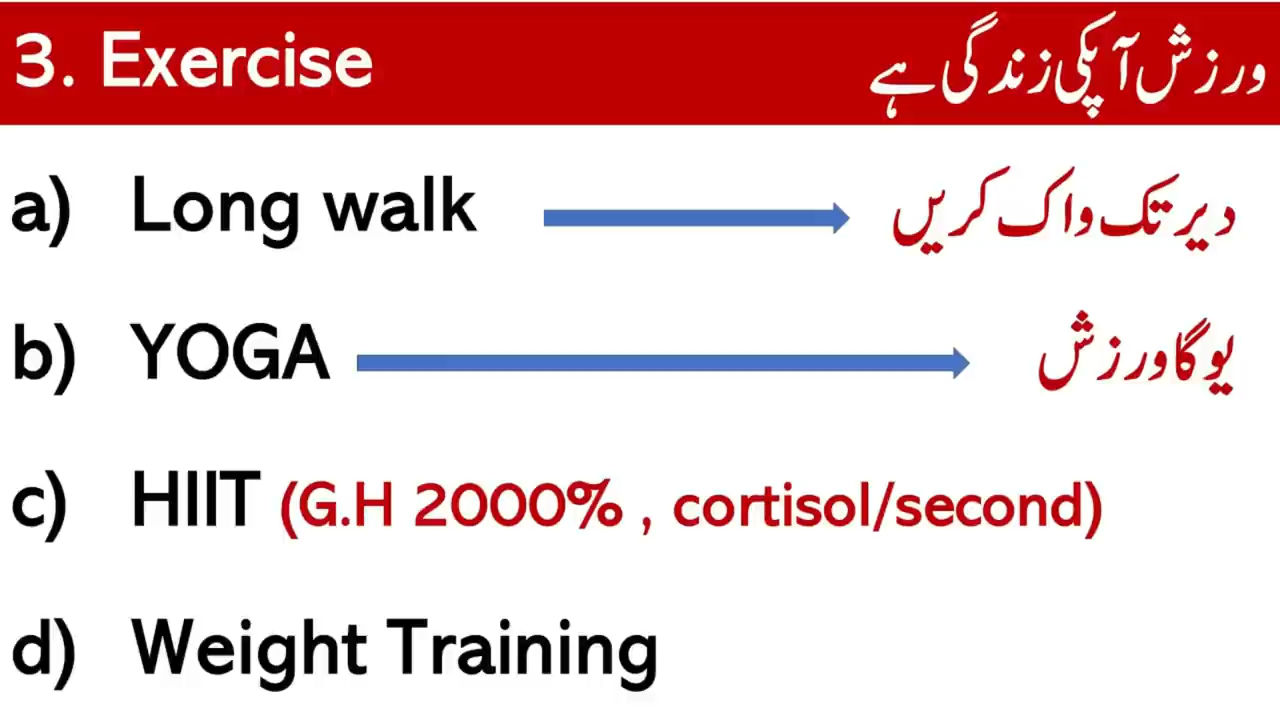 3. Exercise ورزش آپکی زندگی ہے
a) Long walk دیر تک واک کریں
b) YOGA یوگا ورزش
c) HIIT (G.H 2000% , cortisol/second)
d) Weight Training